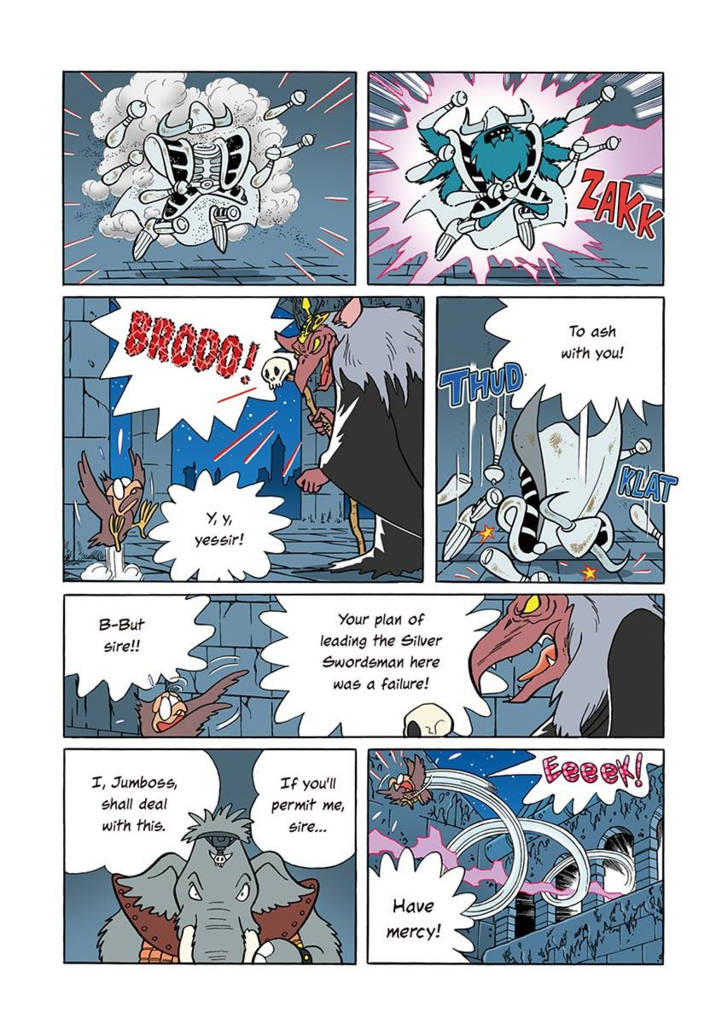 ZAKK
BRODO!
Y, y,
yessir!
To ash
with you!
THUD
KLAT
B-But
sire!!
Your plan of
leading the Silver
Swordsman here
was a failure!
I, Jumboss,
shall deal
with this.
If you'll
permit me,
sire...
Eeeek!
Have
mercy!